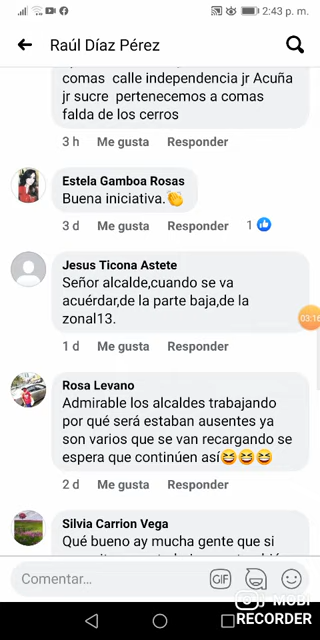 2:43 p. m.
Raúl Díaz Pérez
comas calle independencia jr Acuña
jr sucre pertenecemos a comas
falda de los cerros
3 h Me gusta Responder
Estela Gamboa Rosas
Buena iniciativa.👏
3 d Me gusta Responder 1
Jesus Ticona Astete
Señor alcalde,cuando se va
acuérdar,de la parte baja,de la
zonal13.
1 d Me gusta Responder
03:16
Rosa Levano
Admirable los alcaldes trabajando
por qué será estaban ausentes ya
son varios que se van recargando se
espera que continúen así😆😆😆
2 d Me gusta Responder
Silvia Carrion Vega
Qué bueno ay mucha gente que si
Comentar...
GIF
MOBI
RECORDER